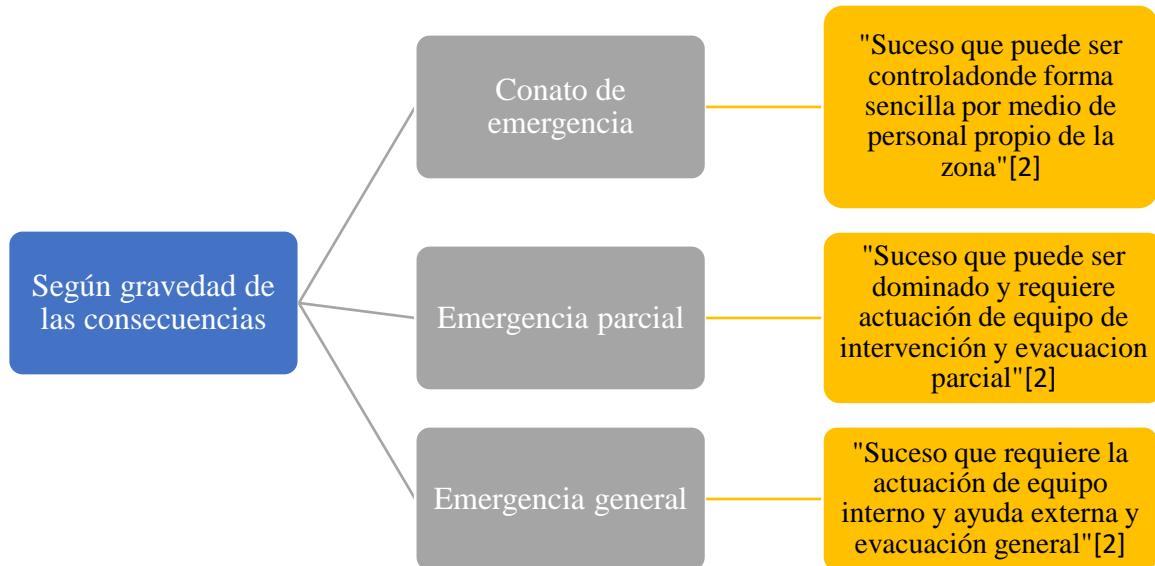 Según gravedad de
las consecuencias
Conato de
emergencia
"Suceso que puede ser
controladonde forma
sencilla por medio de
personal propio de la
zona"[2]
Emergencia parcial
"Suceso que puede ser
dominado y requiere
actuación de equipo de
intervención y evacuacion
parcial"[2]
Emergencia general
"Suceso que requiere la
actuación de equipo
interno y ayuda externa y
evacuación general"[2]